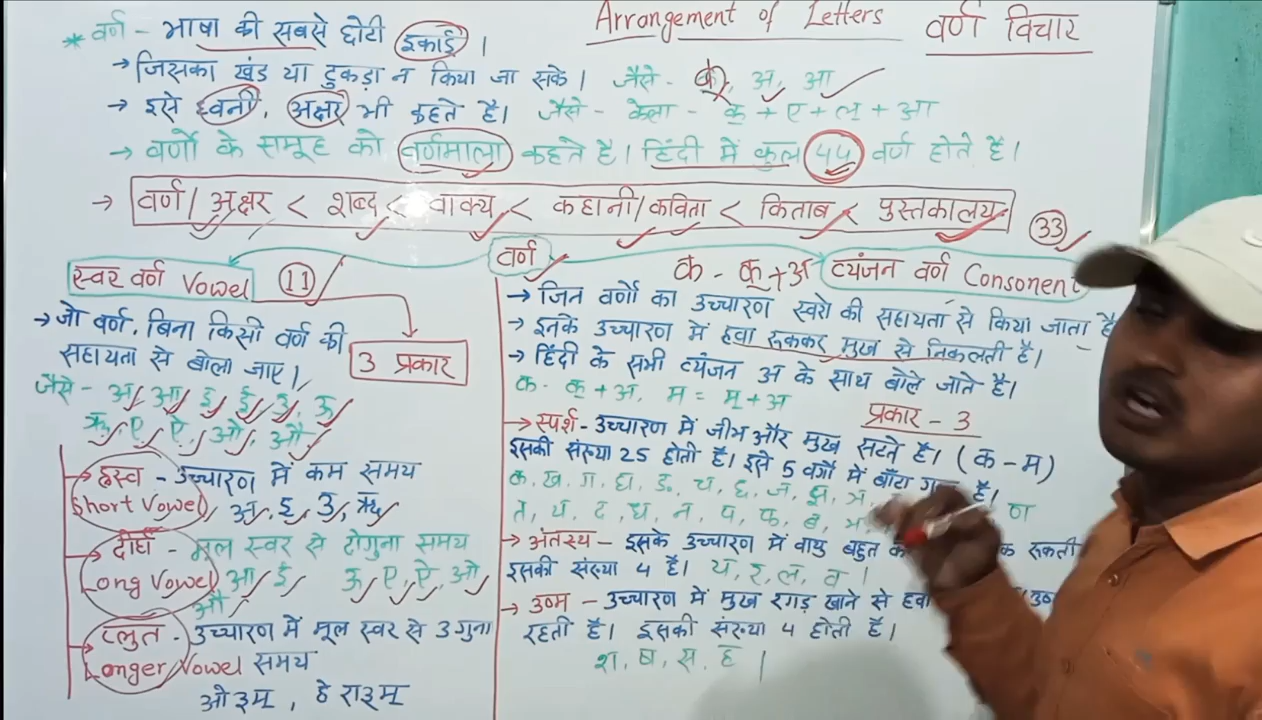 Arrangement of Letters
वर्ण विचार
* वर्ण - भाषा की सबसे छोटी इकाई ।
→ जिसका खंड या टुकड़ा न किया जा सके । जैसे - क, अ, आ
→ इसे ध्वनी, अक्षर भी कहते है। जैसे - केला - क् + ए + ल् + आ
→ वर्णो के समूह को वर्णमाला कहते है। हिंदी में कुल 44 वर्ण होते है।
→ वर्ण / अक्षर < शब्द < वाक्य < कहानी/कविता < किताब < पुस्तकालय
33
वर्ण
स्वर वर्ण Vowel 11
3 प्रकार
→ जो वर्ण, बिना किसी वर्ण की
सहायता से बोला जाए।
जैसे - अ, आ, इ, ई, उ, ऊ,
ऋ, ए, ऐ, ओ, औ
→ ह्रस्व - उच्चारण में कम समय
Short Vowel अ, इ, उ, ऋ
→ दीर्घ - मूल स्वर से दोगुना समय
Long Vowel आ, ई ऊ, ए, ऐ, ओ,
औ
→ प्लुत - उच्चारण में मूल स्वर से 3 गुना
Longer Vowel समय
ओ३म्, हे रा३म्
क - क् + अ व्यंजन वर्ण Consonent
→ जिन वर्णो का उच्चारण स्वरो की सहायता से किया जाता है
→ इनके उच्चारण में हवा रूककर मुख से निकलती है।
→ हिंदी के सभी व्यंजन अ के साथ बोले जाते है।
क - क् + अ, म = म् + अ
प्रकार - 3
→ स्पर्श - उच्चारण में जीभ और मुख सटते है। (क - म)
इसकी संख्या 25 होती है। इसे 5 वर्गो में बाँटा है।
क, ख, ग, घ, ङ, च, छ, ज, झ, ञ,
ण
त, थ, द, ध, न, प, फ, ब, भ
→ अंतस्थ - इसके उच्चारण में वायु बहुत रूकती
इसकी संख्या 4 है। य, र, ल, व ।
→ उष्म - उच्चारण में मुख रगड़ खाने से हवा
रहती है। इसकी संख्या 4 होती है।
श, ष, स, ह |